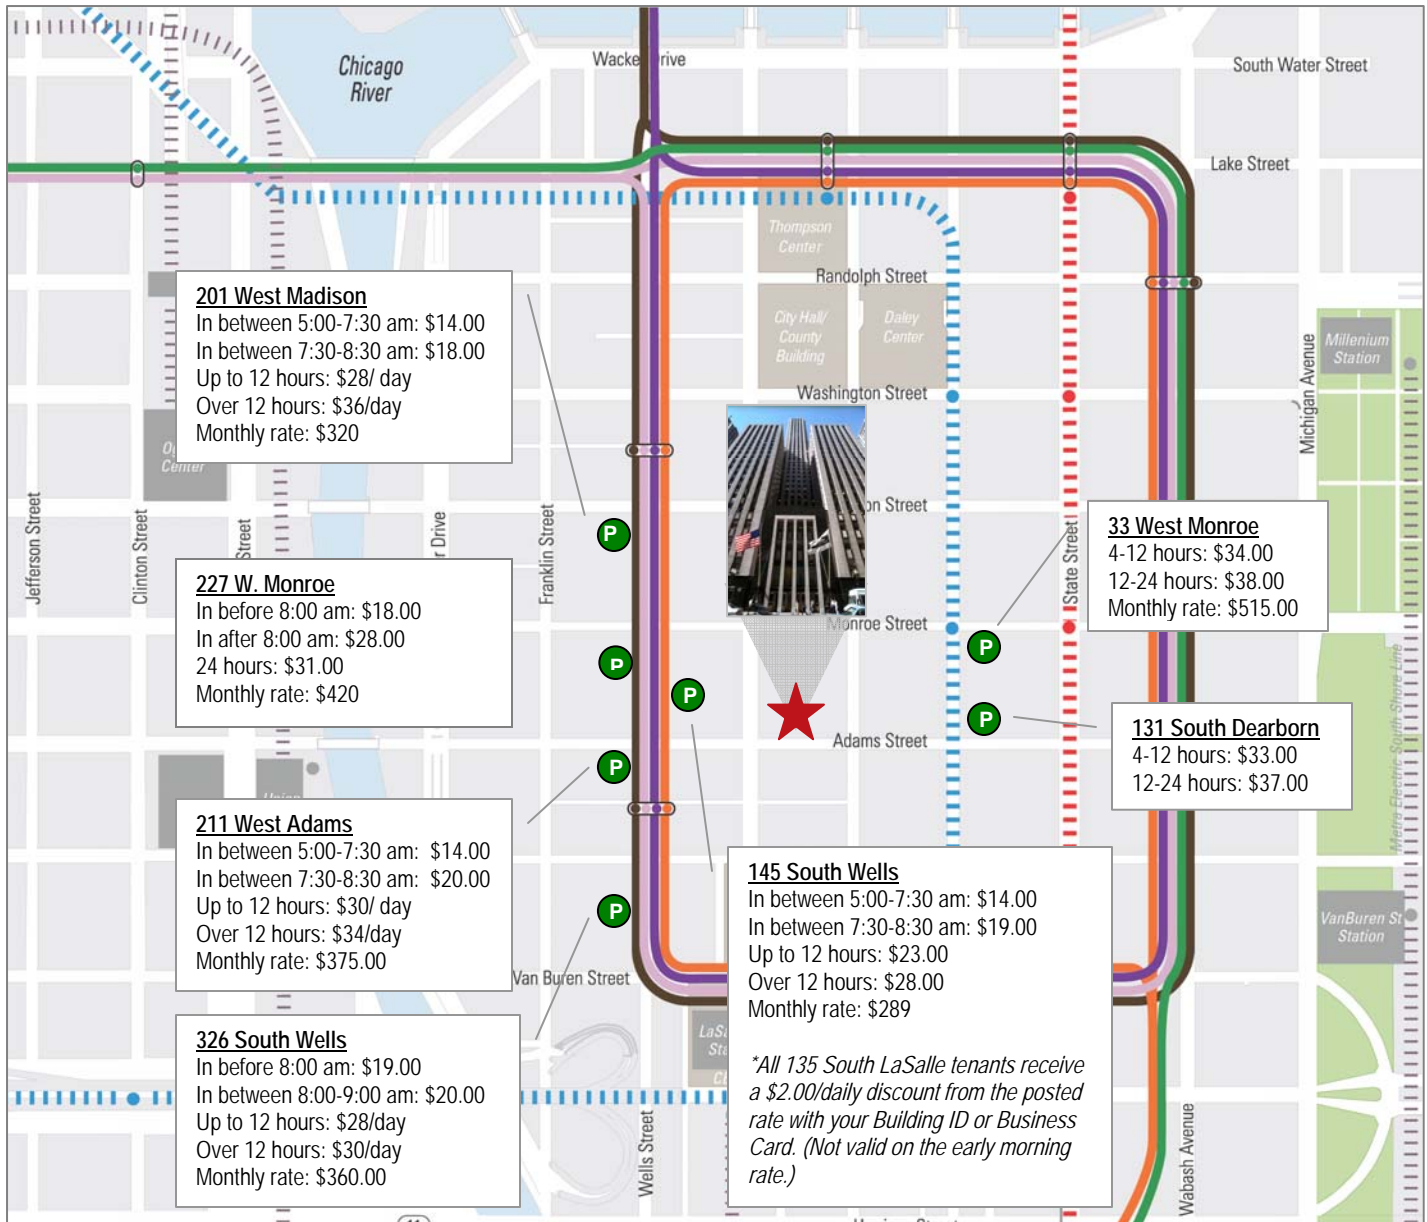 Chicago
River
Wacke
rive
South Water Street
Lake Street
Thompson
Center
Randolph Street
City Hall/
County
Building
Daley
Center
Millenium
Station
Michigan Avenue
Washington Street
201 West Madison
In between 5:00-7:30 am: $14.00
In between 7:30-8:30 am: $18.00
Up to 12 hours: $28/ day
Over 12 hours: $36/day
Monthly rate: $320
Og
Center
on Street
Jefferson Street
Clinton Street
Street
r Drive
Franklin Street
State Street
P
33 West Monroe
4-12 hours: $34.00
12-24 hours: $38.00
Monthly rate: $515.00
227 W. Monroe
In before 8:00 am: $18.00
In after 8:00 am: $28.00
24 hours: $31.00
Monthly rate: $420
Monroe Street
P
P
P
P
131 South Dearborn
4-12 hours: $33.00
12-24 hours: $37.00
Adams Street
Metra Electric South Shore Line
P
Union
211 West Adams
In between 5:00-7:30 am: $14.00
In between 7:30-8:30 am: $20.00
Up to 12 hours: $30/ day
Over 12 hours: $34/day
Monthly rate: $375.00
P
145 South Wells
In between 5:00-7:30 am: $14.00
In between 7:30-8:30 am: $19.00
Up to 12 hours: $23.00
Over 12 hours: $28.00
Monthly rate: $289
*All 135 South LaSalle tenants receive
a $2.00/daily discount from the posted
rate with your Building ID or Business
Card. (Not valid on the early morning
rate.)
VanBuren St
Station
Van Buren Street
LaS
Sta
326 South Wells
In before 8:00 am: $19.00
In between 8:00-9:00 am: $20.00
Up to 12 hours: $28/day
Over 12 hours: $30/day
Monthly rate: $360.00
Wells Street
Wabash Avenue